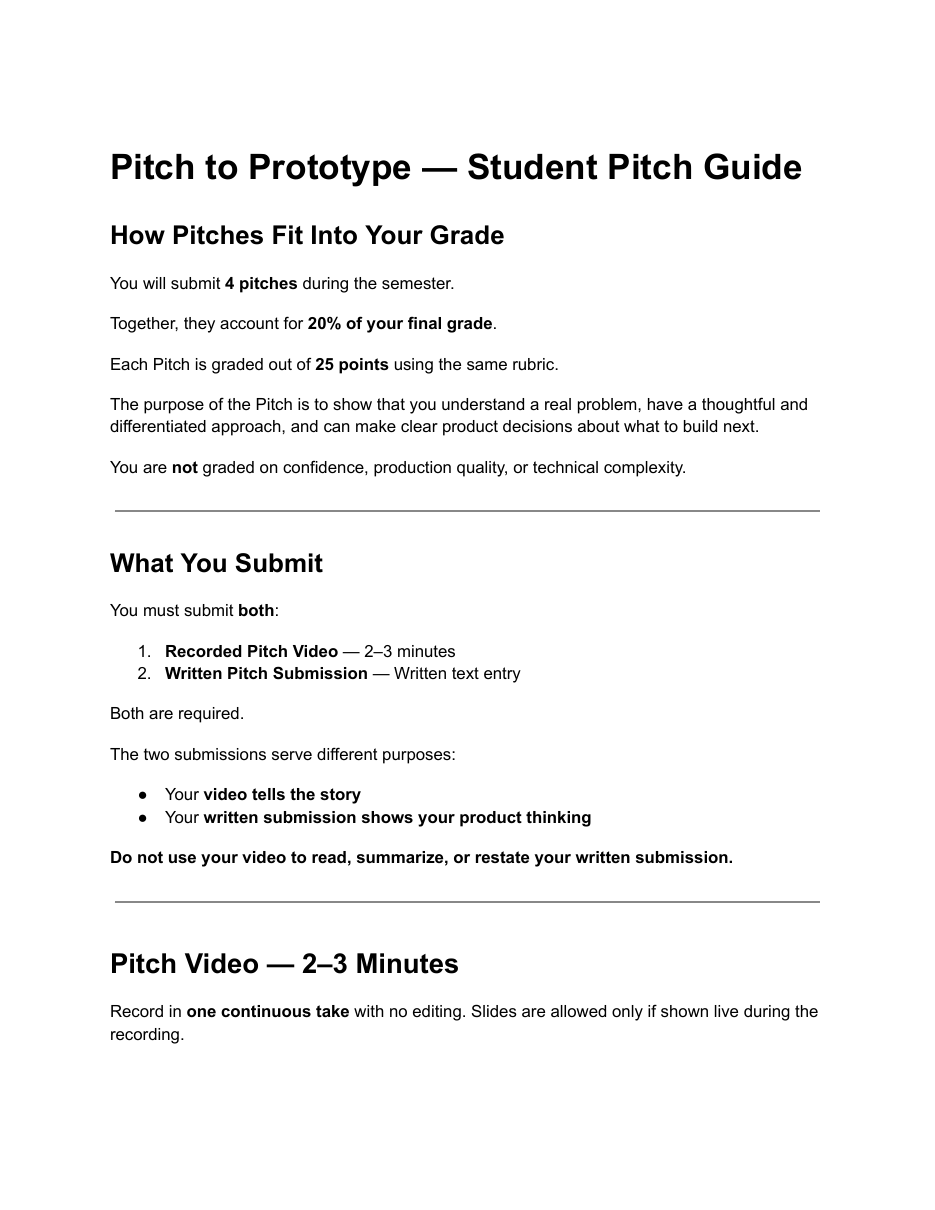 Pitch to Prototype — Student Pitch Guide
How Pitches Fit Into Your Grade
You will submit 4 pitches during the semester.
Together, they account for 20% of your final grade.
Each Pitch is graded out of 25 points using the same rubric.
The purpose of the Pitch is to show that you understand a real problem, have a thoughtful and
differentiated approach, and can make clear product decisions about what to build next.
You are not graded on confidence, production quality, or technical complexity.
What You Submit
You must submit both:
1. Recorded Pitch Video — 2–3 minutes
2. Written Pitch Submission — Written text entry
Both are required.
The two submissions serve different purposes:
● Your video tells the story
● Your written submission shows your product thinking
Do not use your video to read, summarize, or restate your written submission.
Pitch Video — 2–3 Minutes
Record in one continuous take with no editing. Slides are allowed only if shown live during the
recording.